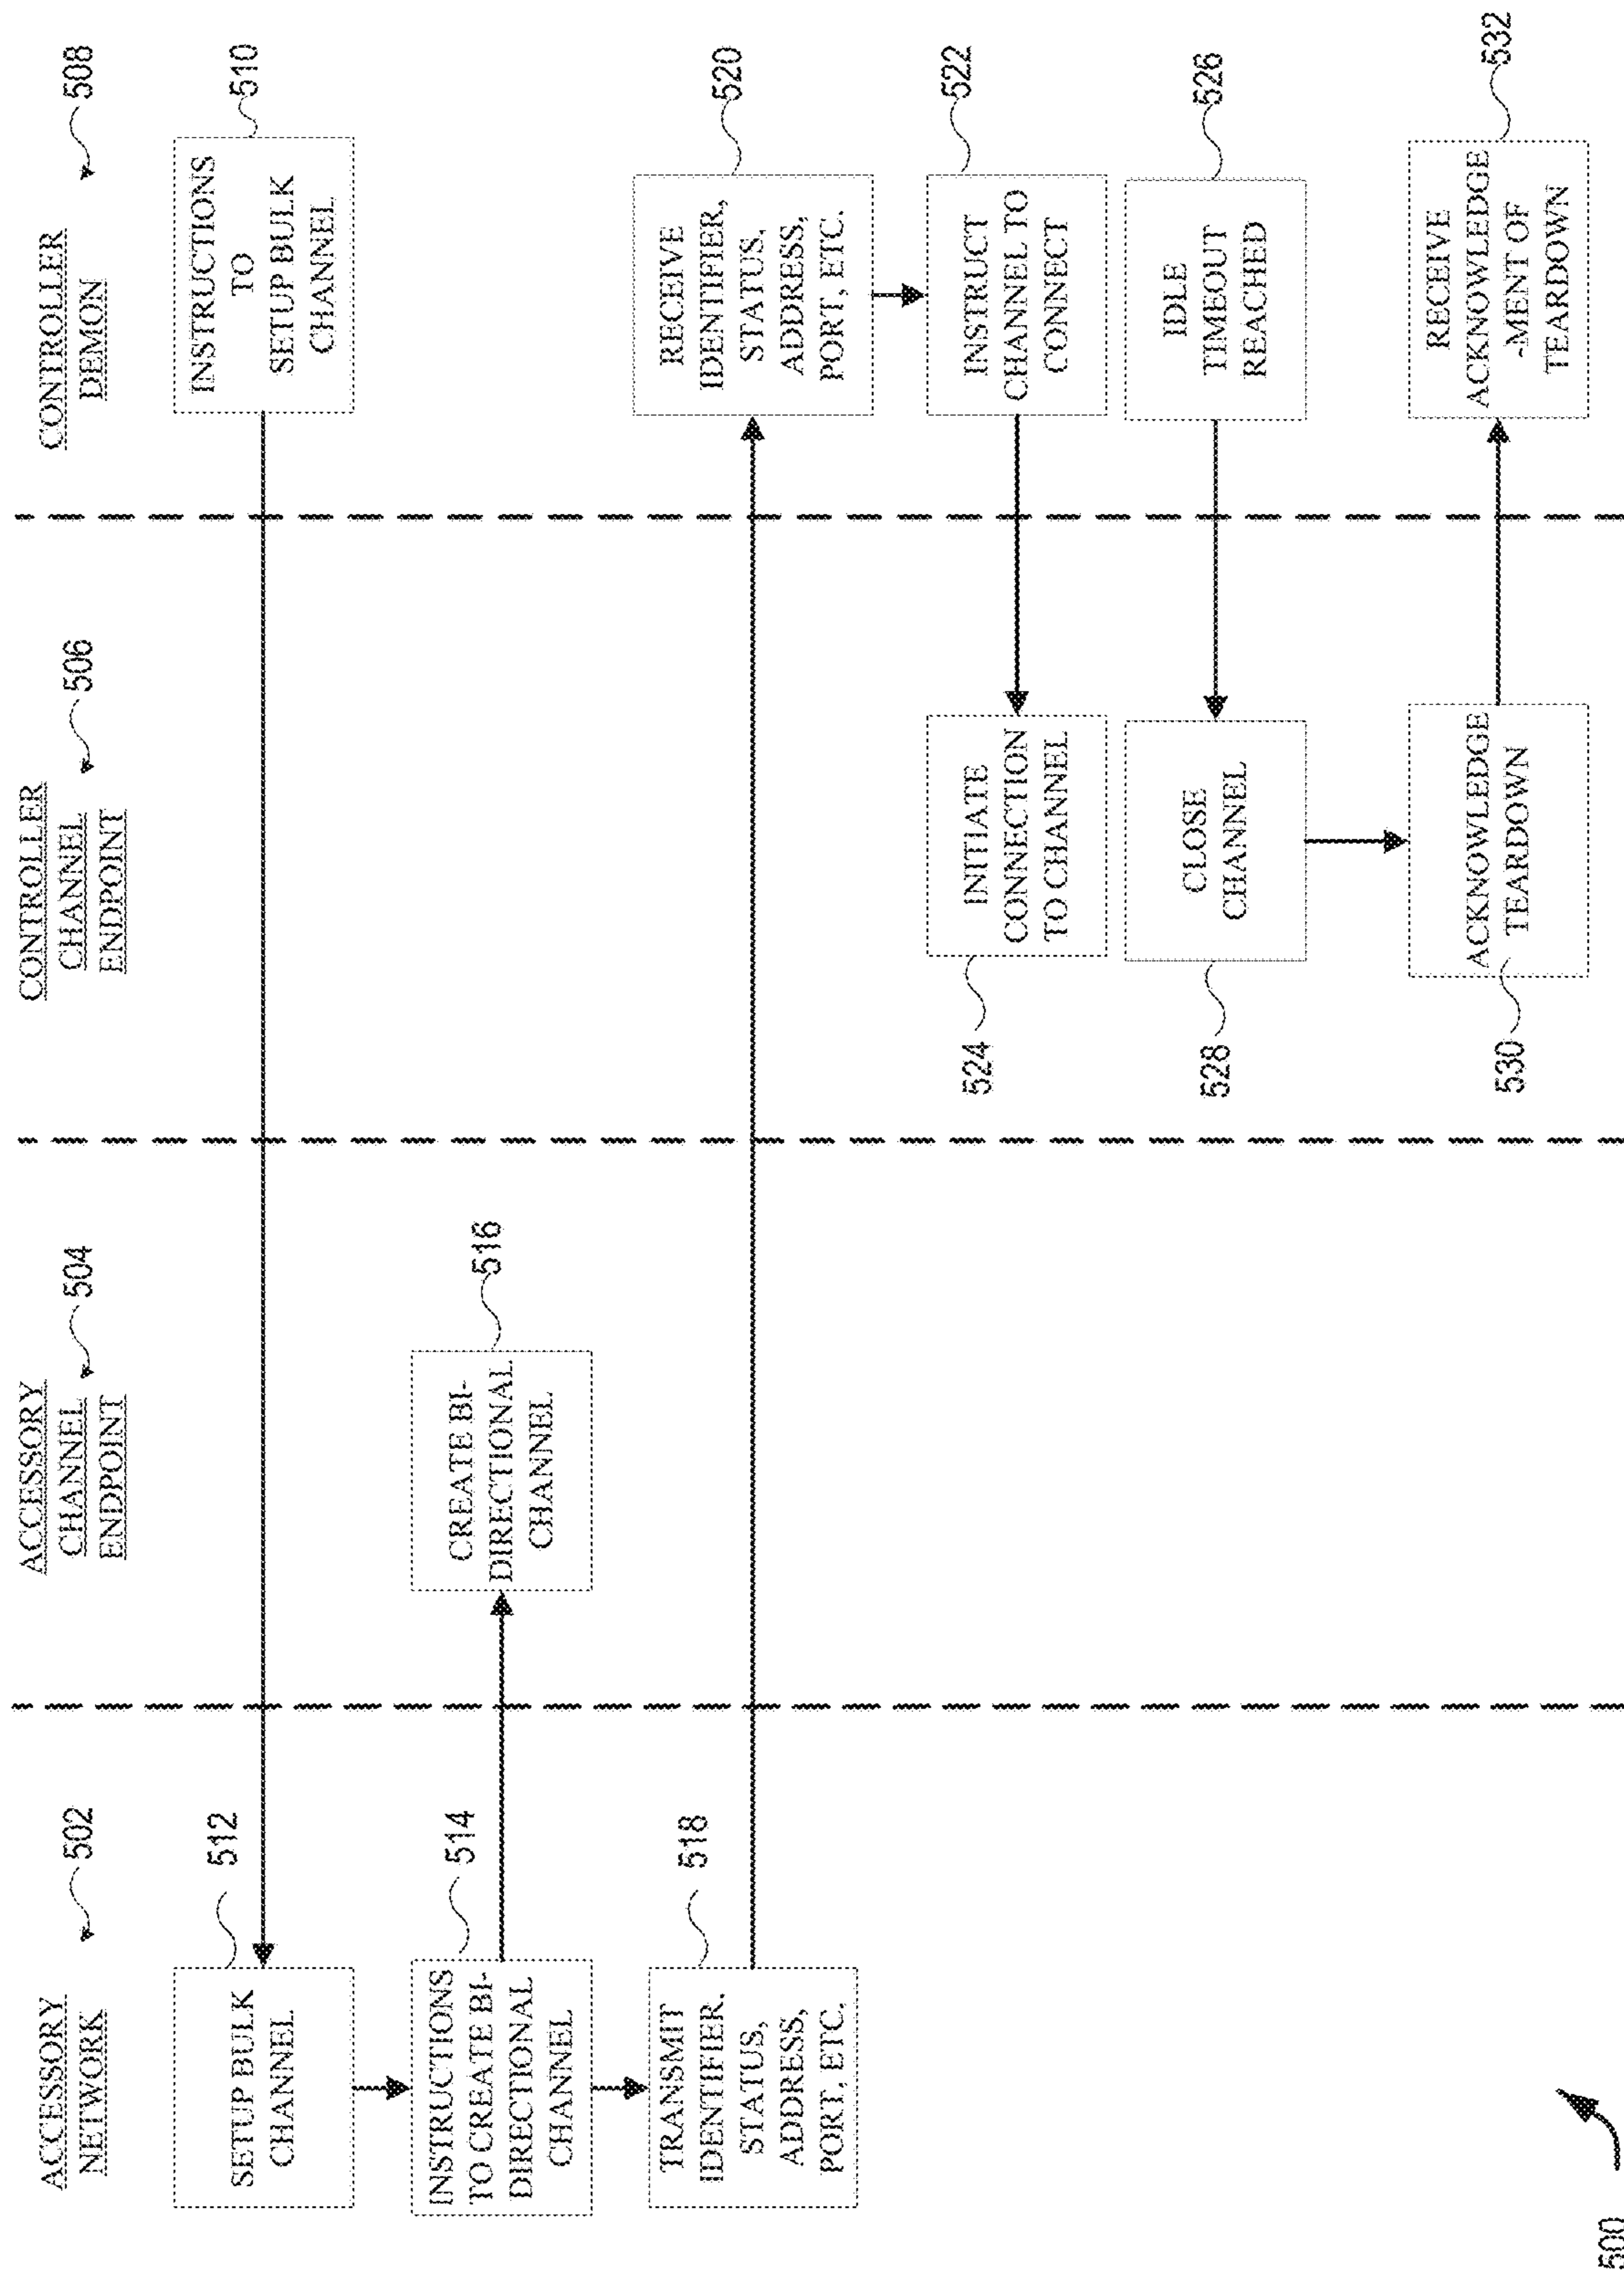 ACCESSORY
NETWORK
502
ACCESSORY
CHANNEL
ENDPOINT
504
CONTROLLER
CHANNEL
ENDPOINT
506
CONTROLLER
DEMON
508
INSTRUCTIONS
TO
SETUP BULK
CHANNEL
510
SETUP BULK
CHANNEL
512
INSTRUCTIONS
TO CREATE BI-
DIRECTIONAL
CHANNEL
514
CREATE BI-
DIRECTIONAL
CHANNEL
516
TRANSMIT
IDENTIFIER,
STATUS,
ADDRESS,
PORT, ETC.
518
RECEIVE
IDENTIFIER,
STATUS,
ADDRESS,
PORT, ETC.
520
INSTRUCT
CHANNEL TO
CONNECT
522
INITIATE
CONNECTION
TO CHANNEL
524
IDLE
TIMEOUT
REACHED
526
CLOSE
CHANNEL
528
ACKNOWLEDGE
TEARDOWN
530
RECEIVE
ACKNOWLEDGE
-MENT OF
TEARDOWN
532
500